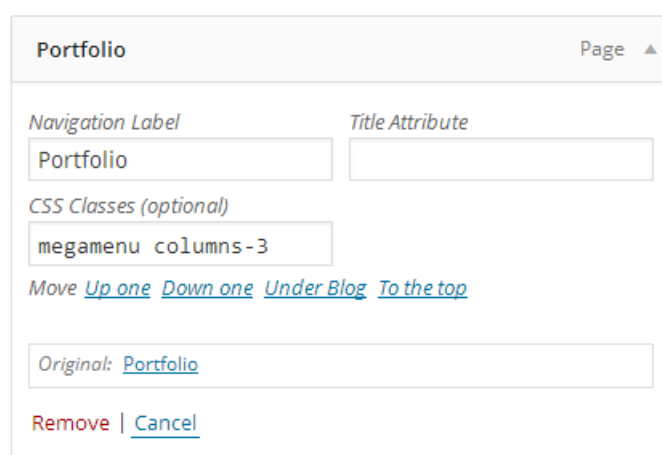 Portfolio Page ▲
Navigation Label Title Attribute
Portfolio
CSS Classes (optional)
megamenu columns-3
Move Up one Down one Under Blog To the top
Original: Portfolio
Remove | Cancel